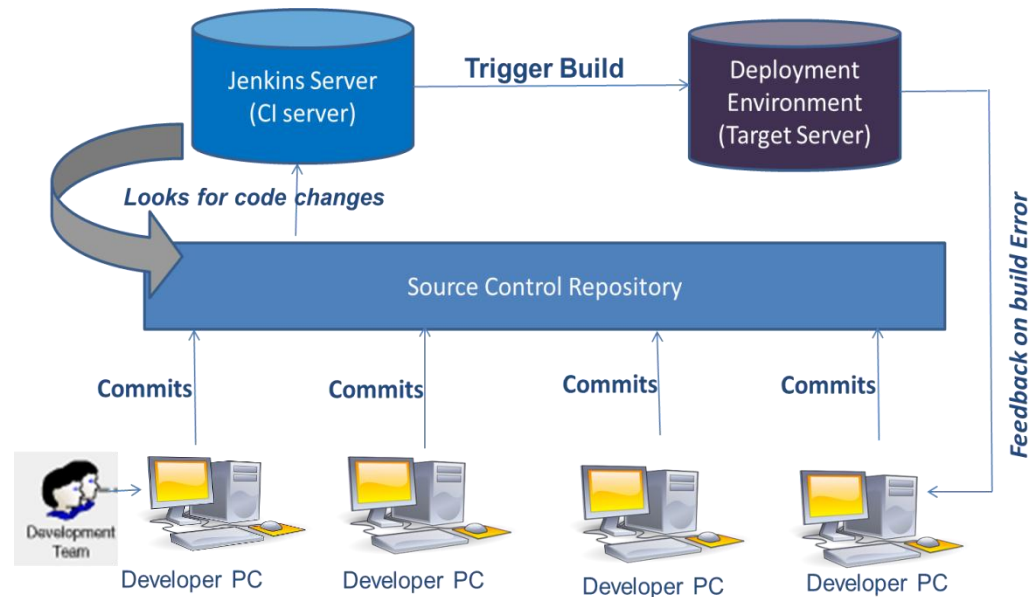 Jenkins Server
(CI server)
Trigger Build
Deployment
Environment
(Target Server)
Looks for code changes
Source Control Repository
Feedback on build Error
Commits
Commits
Commits
Commits
Development
Team
Developer PC
Developer PC
Developer PC
Developer PC